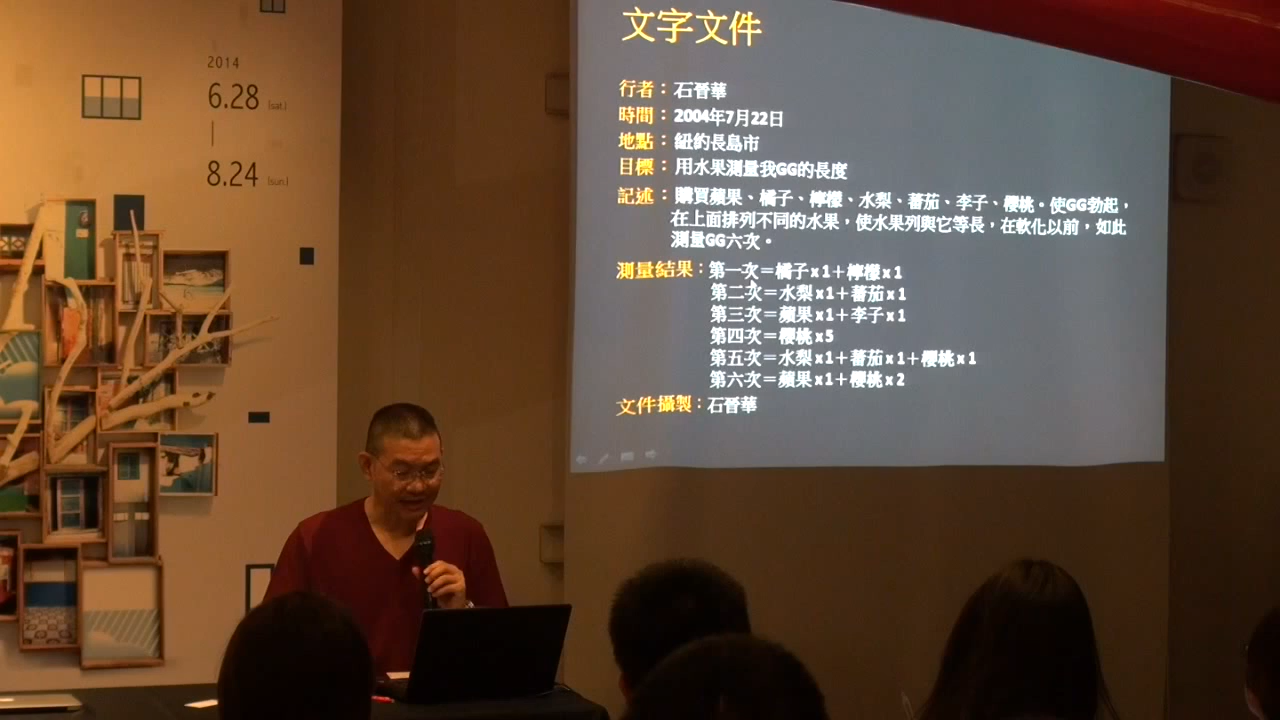 2014
6.28 (sat.)
8.24 (sun.)
文字文件
行者：石晉華
時間：2004年7月22日
地點：紐約長島市
目標：用水果測量我GG的長度
記述：購買蘋果、橘子、檸檬、水梨、蕃茄、李子、櫻桃。使GG勃起，
在上面排列不同的水果，使水果列與它等長，在軟化以前，如此
測量GG六次。
測量結果：第一次＝橘子x1＋檸檬x1
第二次＝水梨x1＋蕃茄x1
第三次＝蘋果x1＋李子x1
第四次＝櫻桃x5
第五次＝水梨x1＋蕃茄x1＋櫻桃x1
第六次＝蘋果x1＋櫻桃x2
文件攝製：石晉華